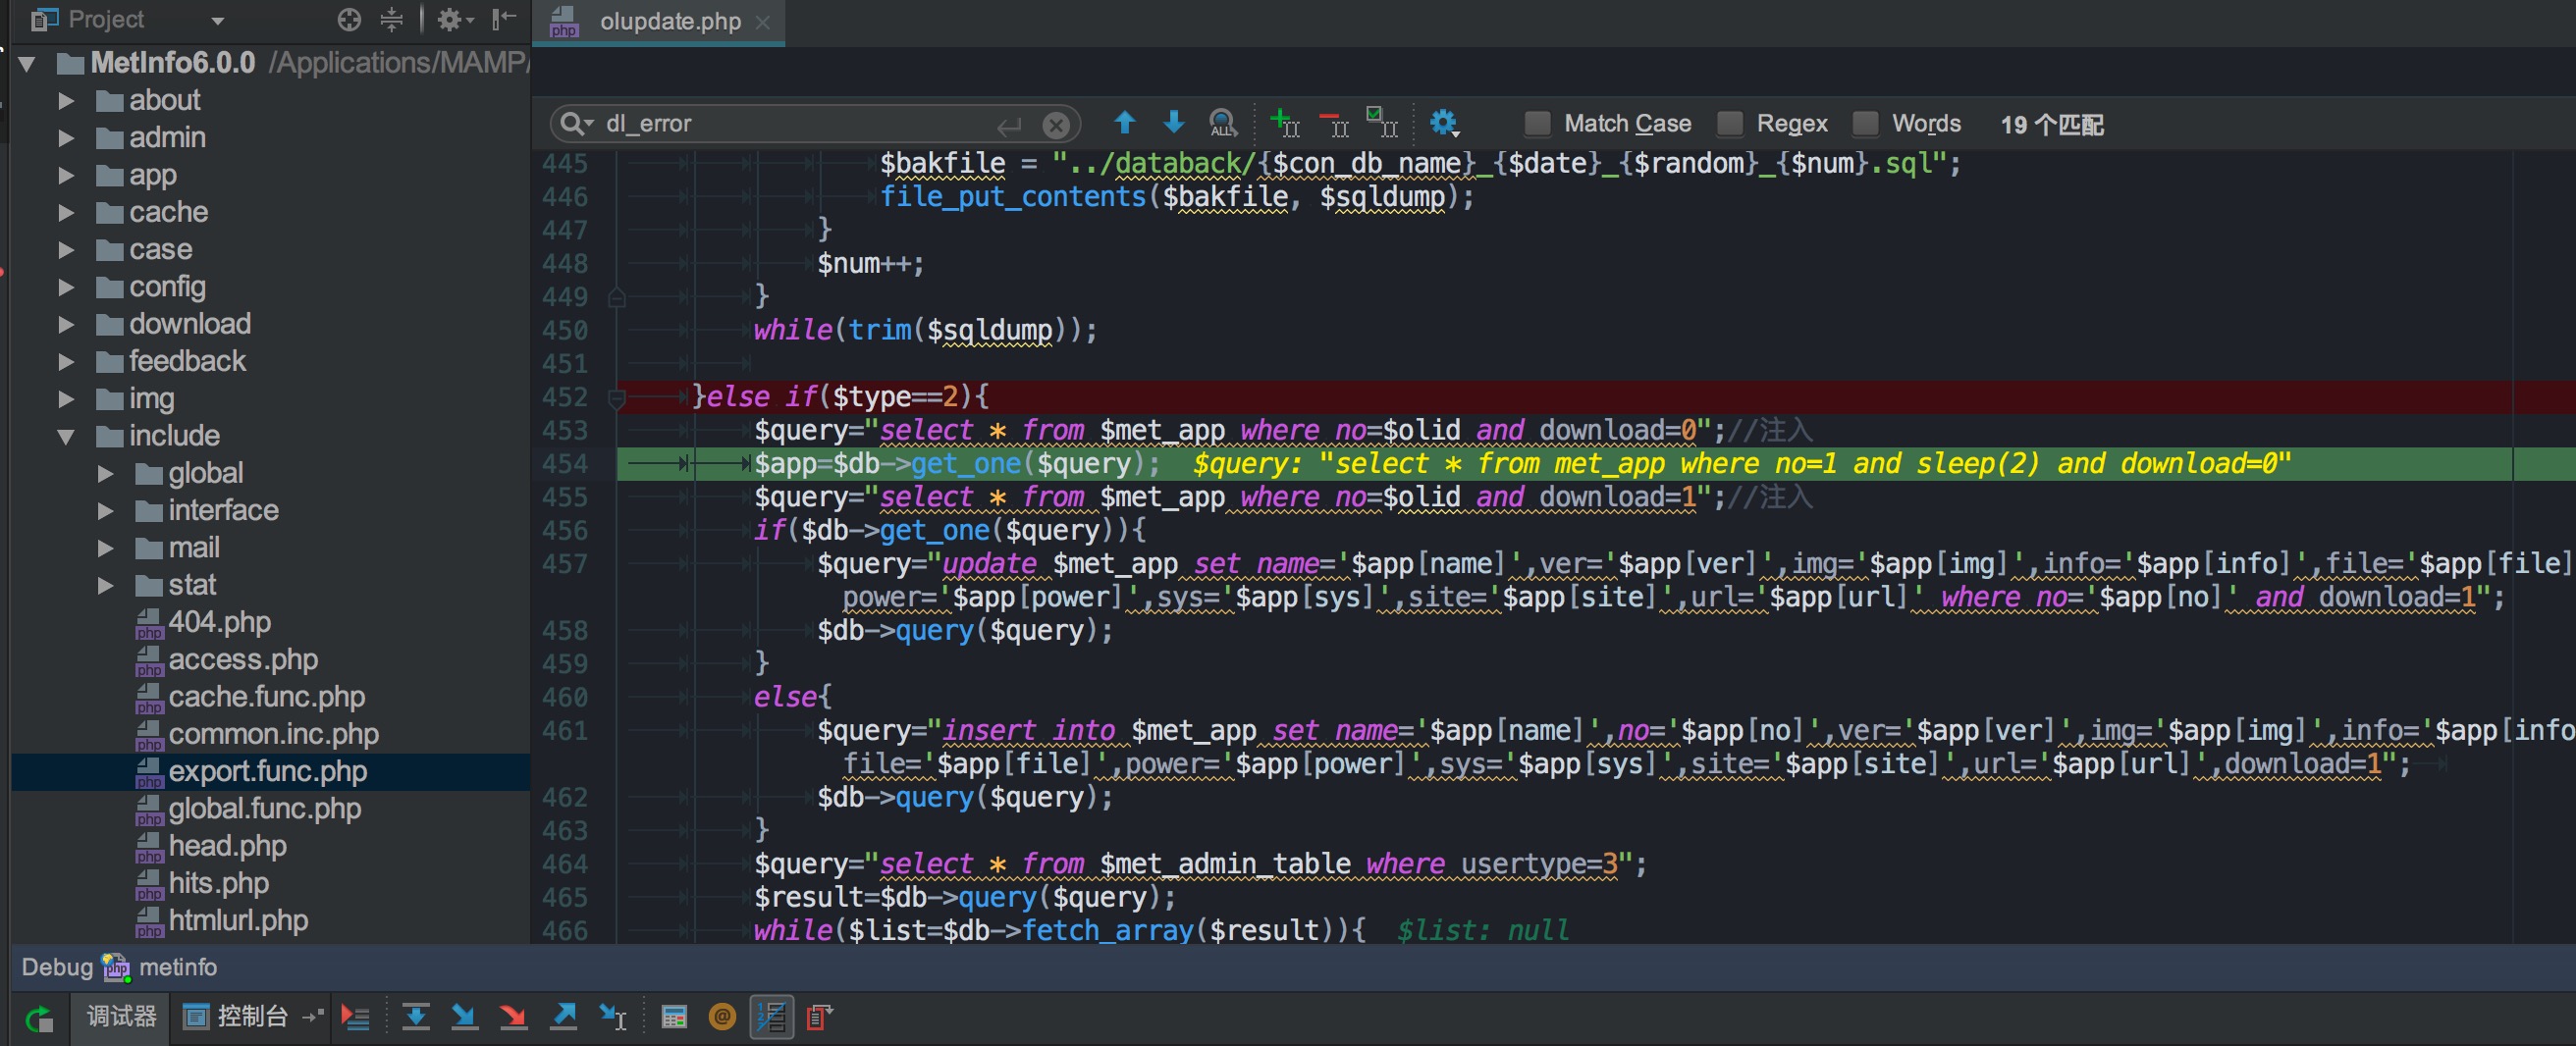 Project
olupdate.php
MetInfo6.0.0 /Applications/MAMP/
about
admin
app
cache
case
config
download
feedback
img
include
global
interface
mail
stat
404.php
access.php
cache.func.php
common.inc.php
export.func.php
global.func.php
head.php
hits.php
htmlurl.php
dl_error
Match Case Regex Words 19 个匹配
445 $bakfile = "../databack/{$con_db_name}_{$date}_{$random}_{$num}.sql";
446 file_put_contents($bakfile, $sqldump);
447 }
448 $num++;
449 }
450 while(trim($sqldump));
451
452 }else if($type==2){
453 $query="select * from $met_app where no=$olid and download=0";//注入
454 $app=$db->get_one($query); $query: "select * from met_app where no=1 and sleep(2) and download=0"
455 $query="select * from $met_app where no=$olid and download=1";//注入
456 if($db->get_one($query)){
457 $query="update $met_app set name='$app[name]',ver='$app[ver]',img='$app[img]',info='$app[info]',file='$app[file]
power='$app[power]',sys='$app[sys]',site='$app[site]',url='$app[url]' where no='$app[no]' and download=1";
458 $db->query($query);
459 }
460 else{
461 $query="insert into $met_app set name='$app[name]',no='$app[no]',ver='$app[ver]',img='$app[img]',info='$app[info
file='$app[file]',power='$app[power]',sys='$app[sys]',site='$app[site]',url='$app[url]',download=1";
462 $db->query($query);
463 }
464 $query="select * from $met_admin_table where usertype=3";
465 $result=$db->query($query);
466 while($list=$db->fetch_array($result)){ $list: null
Debug metinfo
调试器 控制台